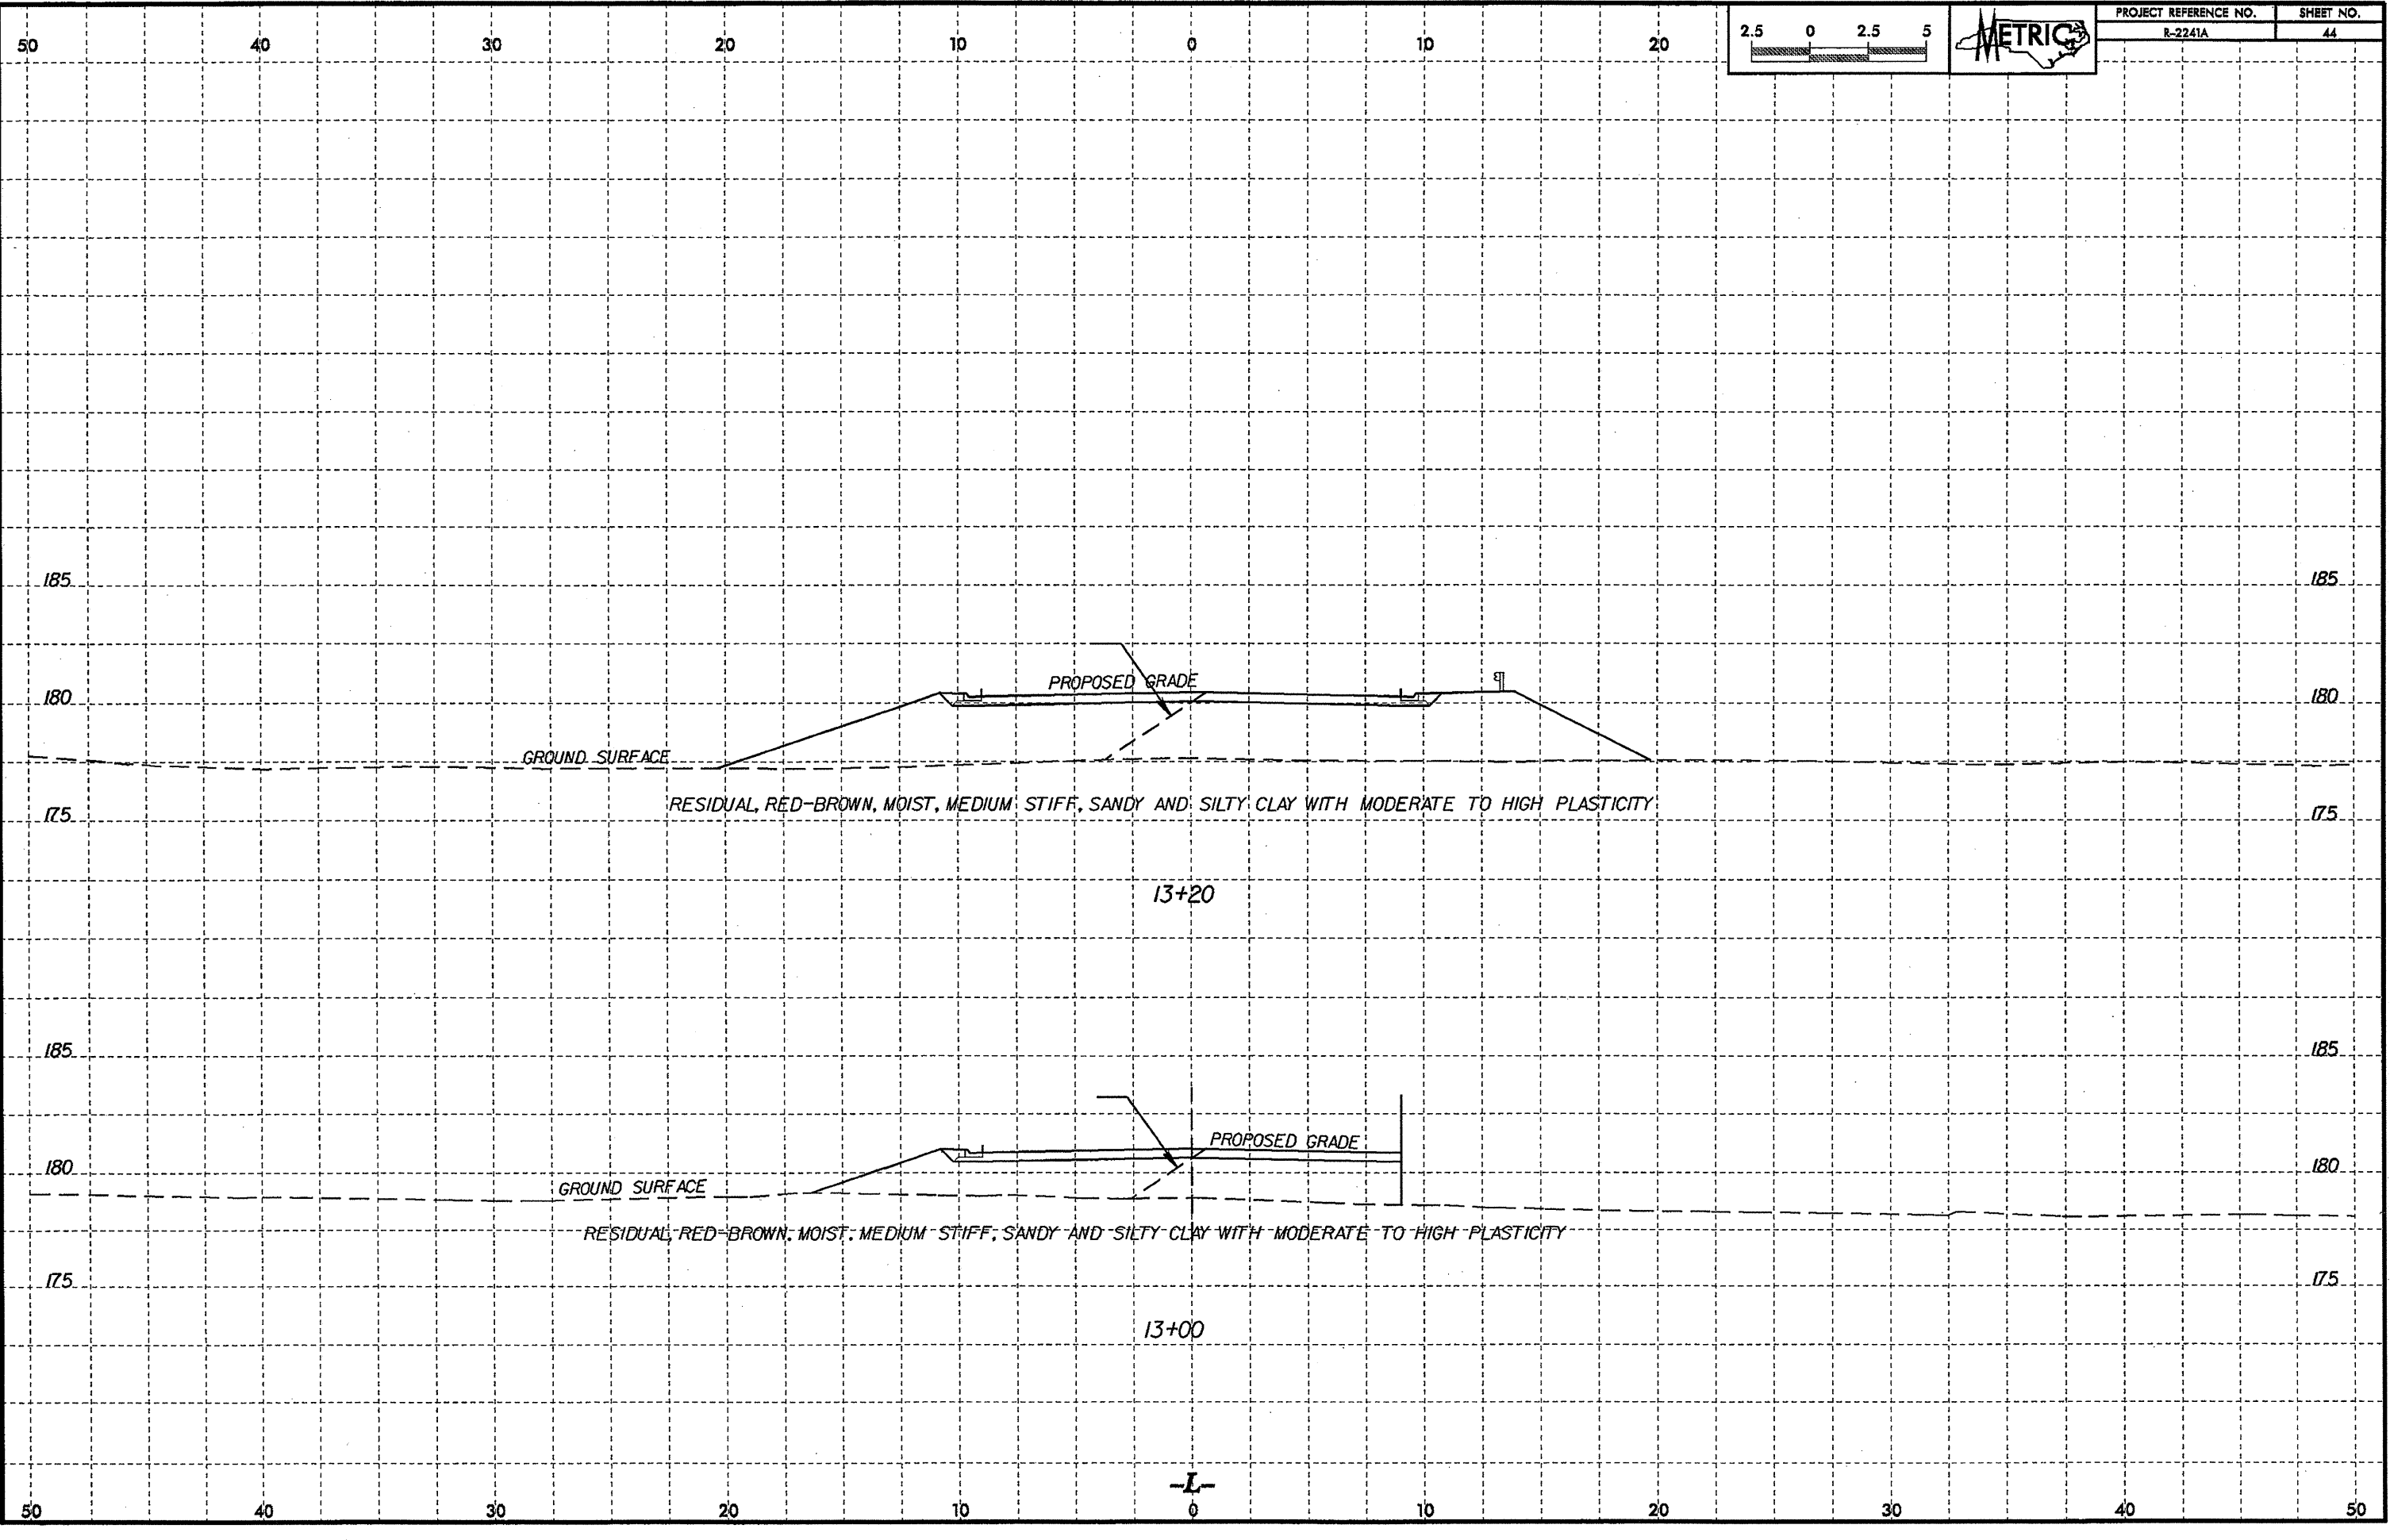 PROJECT REFERENCE NO. SHEET NO.
R-2241A 44
METRIC
2.5 0 2.5 5
50 40 30 20 10 0 10 20
185 185
PROPOSED GRADE
180 180
GROUND SURFACE
RESIDUAL, RED-BROWN, MOIST, MEDIUM STIFF, SANDY AND SILTY CLAY WITH MODERATE TO HIGH PLASTICITY
175 175
13+20
185 185
PROPOSED GRADE
180 180
GROUND SURFACE
RESIDUAL, RED-BROWN, MOIST, MEDIUM STIFF, SANDY AND SILTY CLAY WITH MODERATE TO HIGH PLASTICITY
175 175
13+00
-L-
50 40 30 20 10 0 10 20 30 40 50